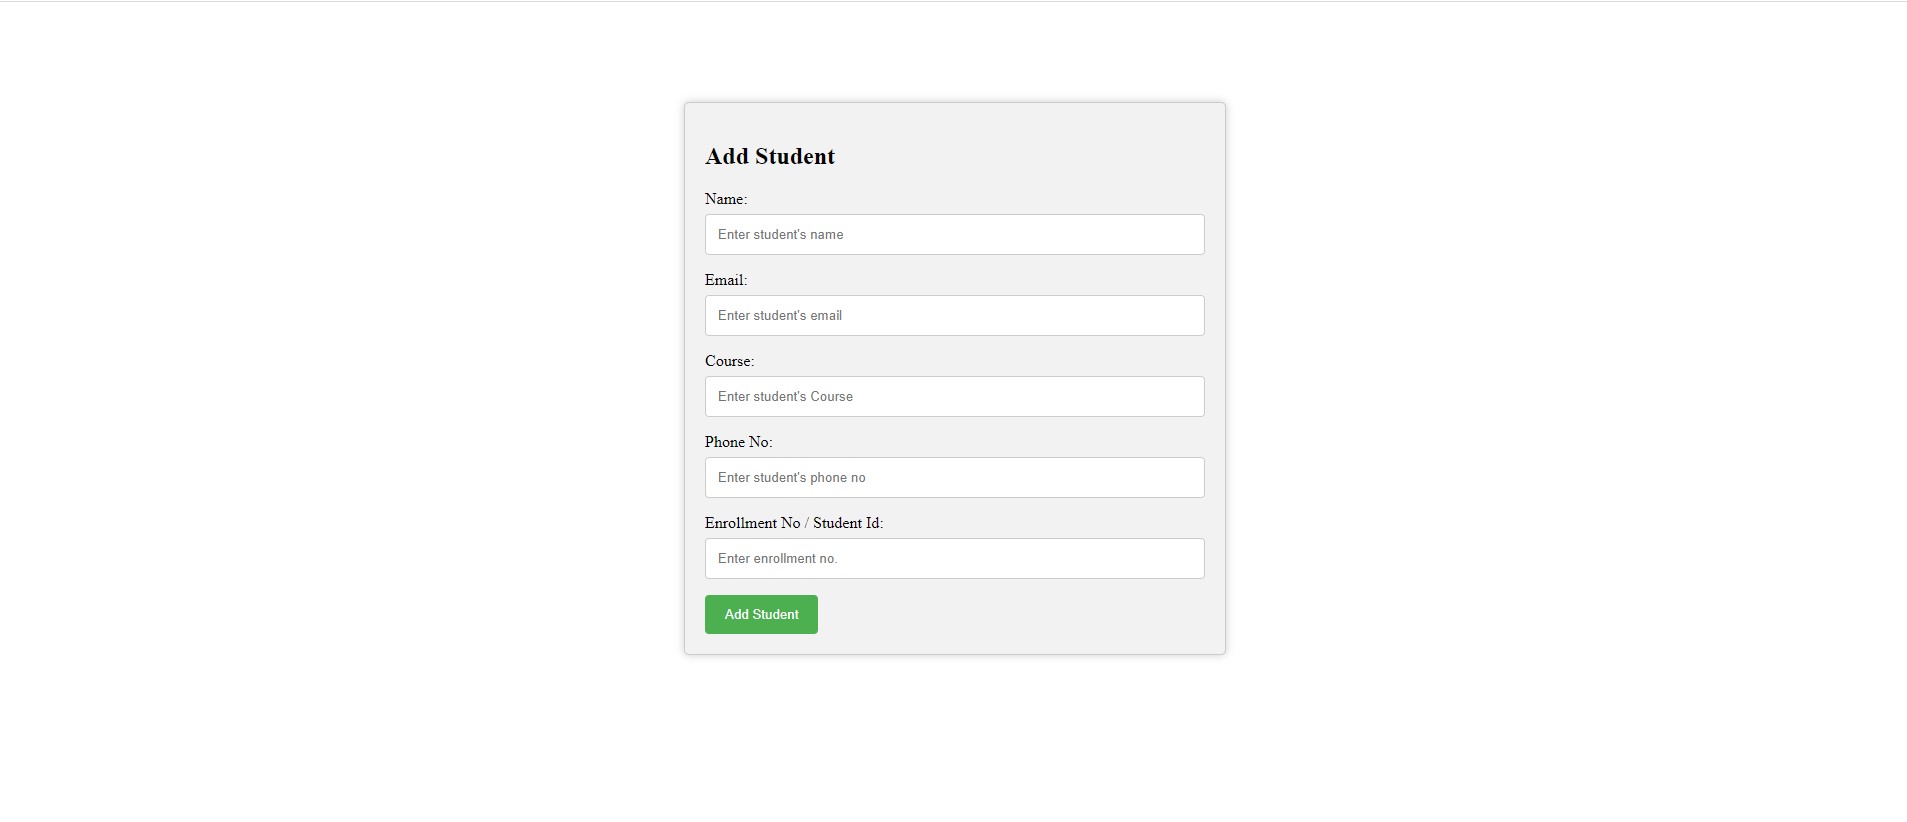 Add Student
Name:
Enter student's name
Email:
Enter student's email
Course:
Enter student's Course
Phone No:
Enter student's phone no
Enrollment No / Student Id:
Enter enrollment no.
Add Student